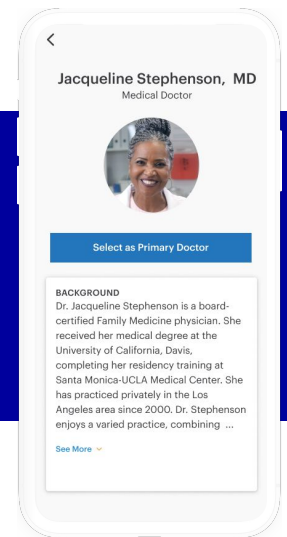 Jacqueline Stephenson, MD
Medical Doctor
Select as Primary Doctor
BACKGROUND
Dr. Jacqueline Stephenson is a board-
certified Family Medicine physician. She
received her medical degree at the
University of California, Davis,
completing her residency training at
Santa Monica-UCLA Medical Center. She
has practiced privately in the Los
Angeles area since 2000. Dr. Stephenson
enjoys a varied practice, combining ...
See More